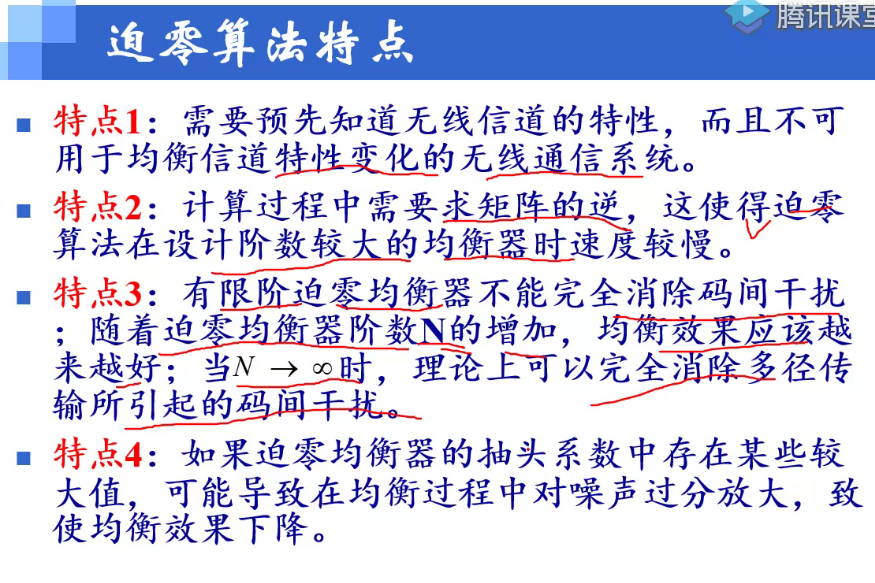 腾讯课堂
迫零算法特点
特点1：需要预先知道无线信道的特性，而且不可
用于均衡信道特性变化的无线通信系统。
特点2：计算过程中需要求矩阵的逆，这使得迫零
算法在设计阶数较大的均衡器时速度较慢。
特点3：有限阶迫零均衡器不能完全消除码间干扰
；随着迫零均衡器阶数N的增加，均衡效果应该越
来越好；当N → ∞时，理论上可以完全消除多径传
输所引起的码间干扰。
特点4：如果迫零均衡器的抽头系数中存在某些较
大值，可能导致在均衡过程中对噪声过分放大，致
使均衡效果下降。